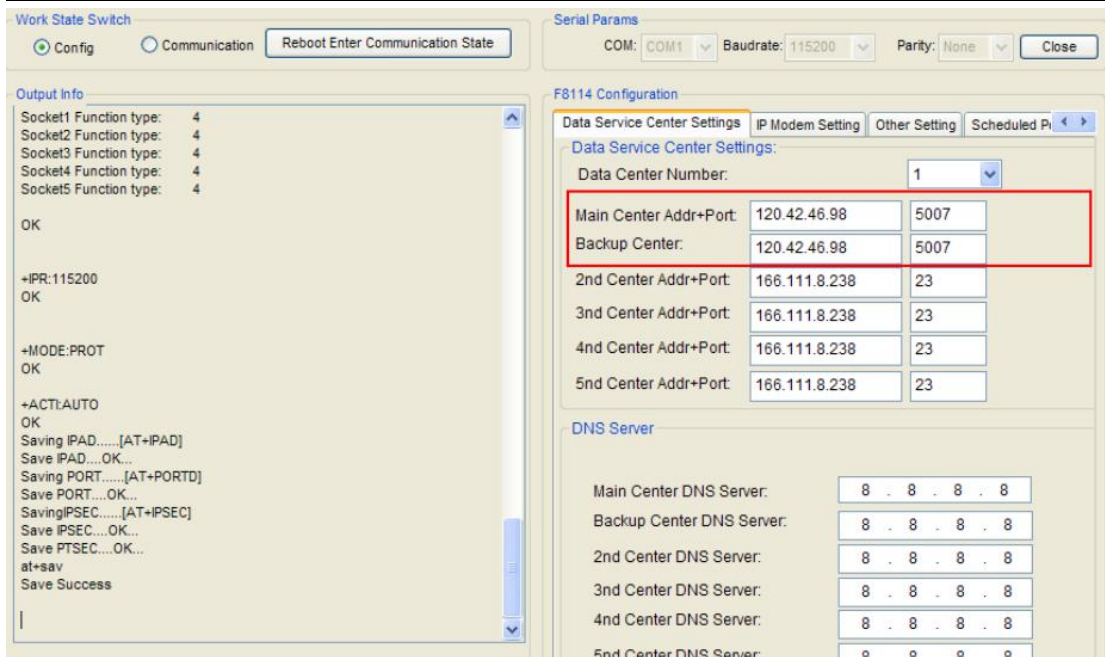 Work State Switch
Config Communication Reboot Enter Communication State
Output Info
Socket1 Function type: 4
Socket2 Function type: 4
Socket3 Function type: 4
Socket4 Function type: 4
Socket5 Function type: 4
OK
+IPR:115200
OK
+MODE:PROT
OK
+ACTI:AUTO
OK
Saving IPAD......[AT+IPAD]
Save IPAD....OK...
Saving PORT......[AT+PORTD]
Save PORT....OK...
SavingIPSEC......[AT+IPSEC]
Save IPSEC....OK...
Save PTSEC....OK...
at+sav
Save Success
Serial Params
COM: COM1 Baudrate: 115200 Parity: None Close
F8114 Configuration
Data Service Center Settings IP Modem Setting Other Setting Scheduled
Data Service Center Settings:
Data Center Number: 1
Main Center Addr+Port: 120.42.46.98 5007
Backup Center: 120.42.46.98 5007
2nd Center Addr+Port: 166.111.8.238 23
3nd Center Addr+Port: 166.111.8.238 23
4nd Center Addr+Port: 166.111.8.238 23
5nd Center Addr+Port: 166.111.8.238 23
DNS Server
Main Center DNS Server: 8 . 8 . 8 . 8
Backup Center DNS Server: 8 . 8 . 8 . 8
2nd Center DNS Server: 8 . 8 . 8 . 8
3nd Center DNS Server: 8 . 8 . 8 . 8
4nd Center DNS Server: 8 . 8 . 8 . 8
5nd Center DNS Server: 8 . 8 . 8 . 8